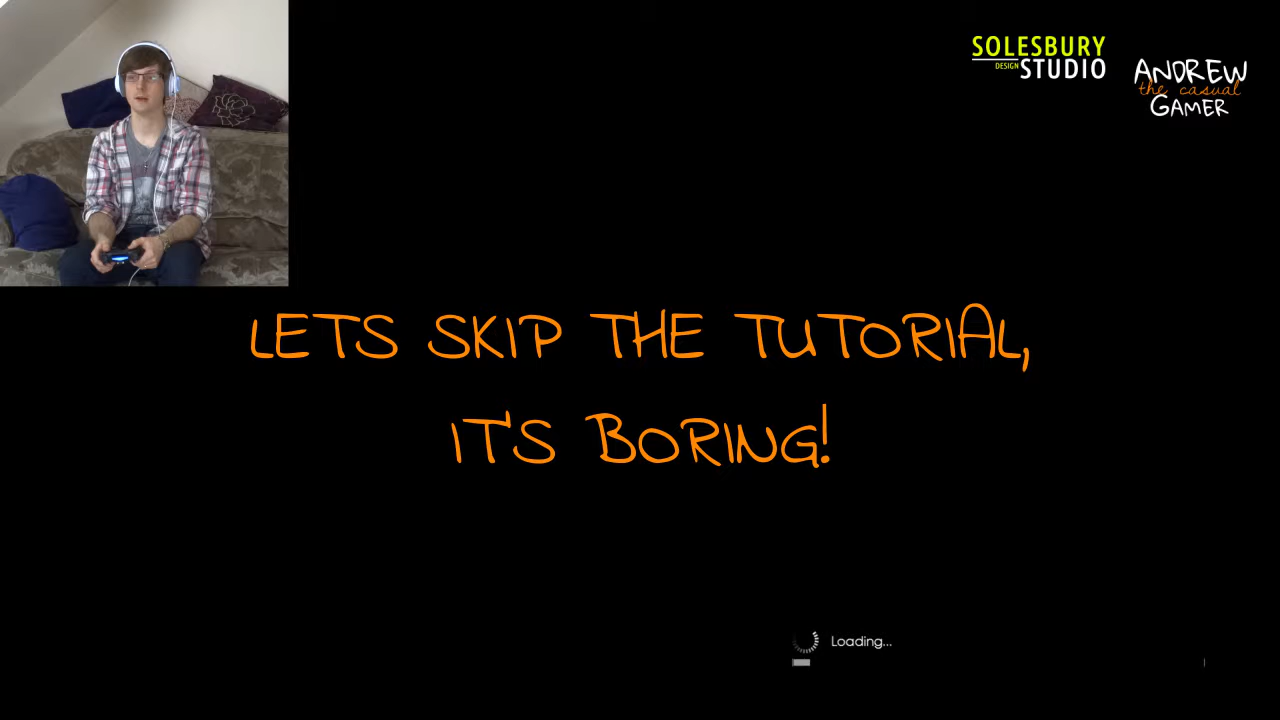 SOLESBURY
DESIGN STUDIO
ANDREW
the casual
GAMER
LETS SKIP THE TUTORIAL,
IT'S BORING!
Loading...